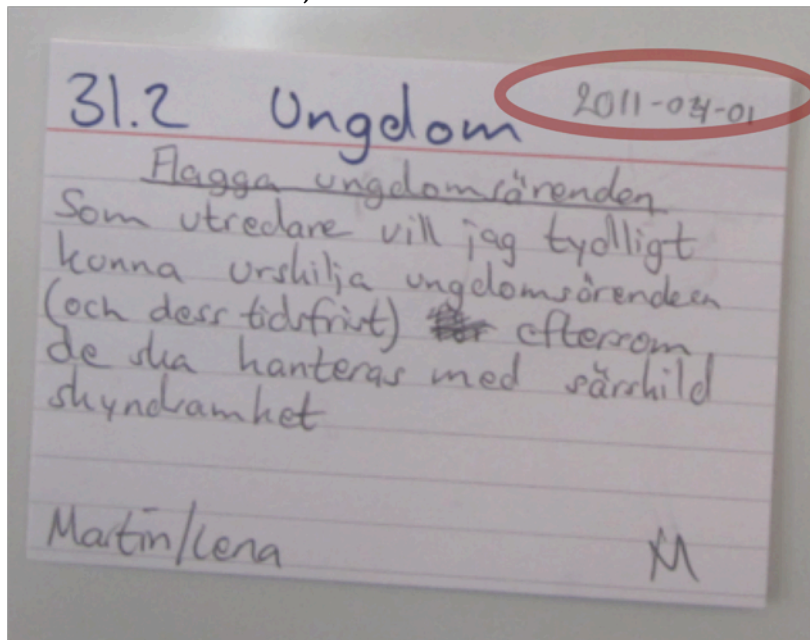 31.2 Ungdom 2011-04-01
Flagga ungdomsärenden
Som utredare vill jag tydligt
kunna urskilja ungdomsärenden
(och dess tidsfrist) eftersom
de ska hanteras med särskild
skyndsamhet
Martin/Lena M